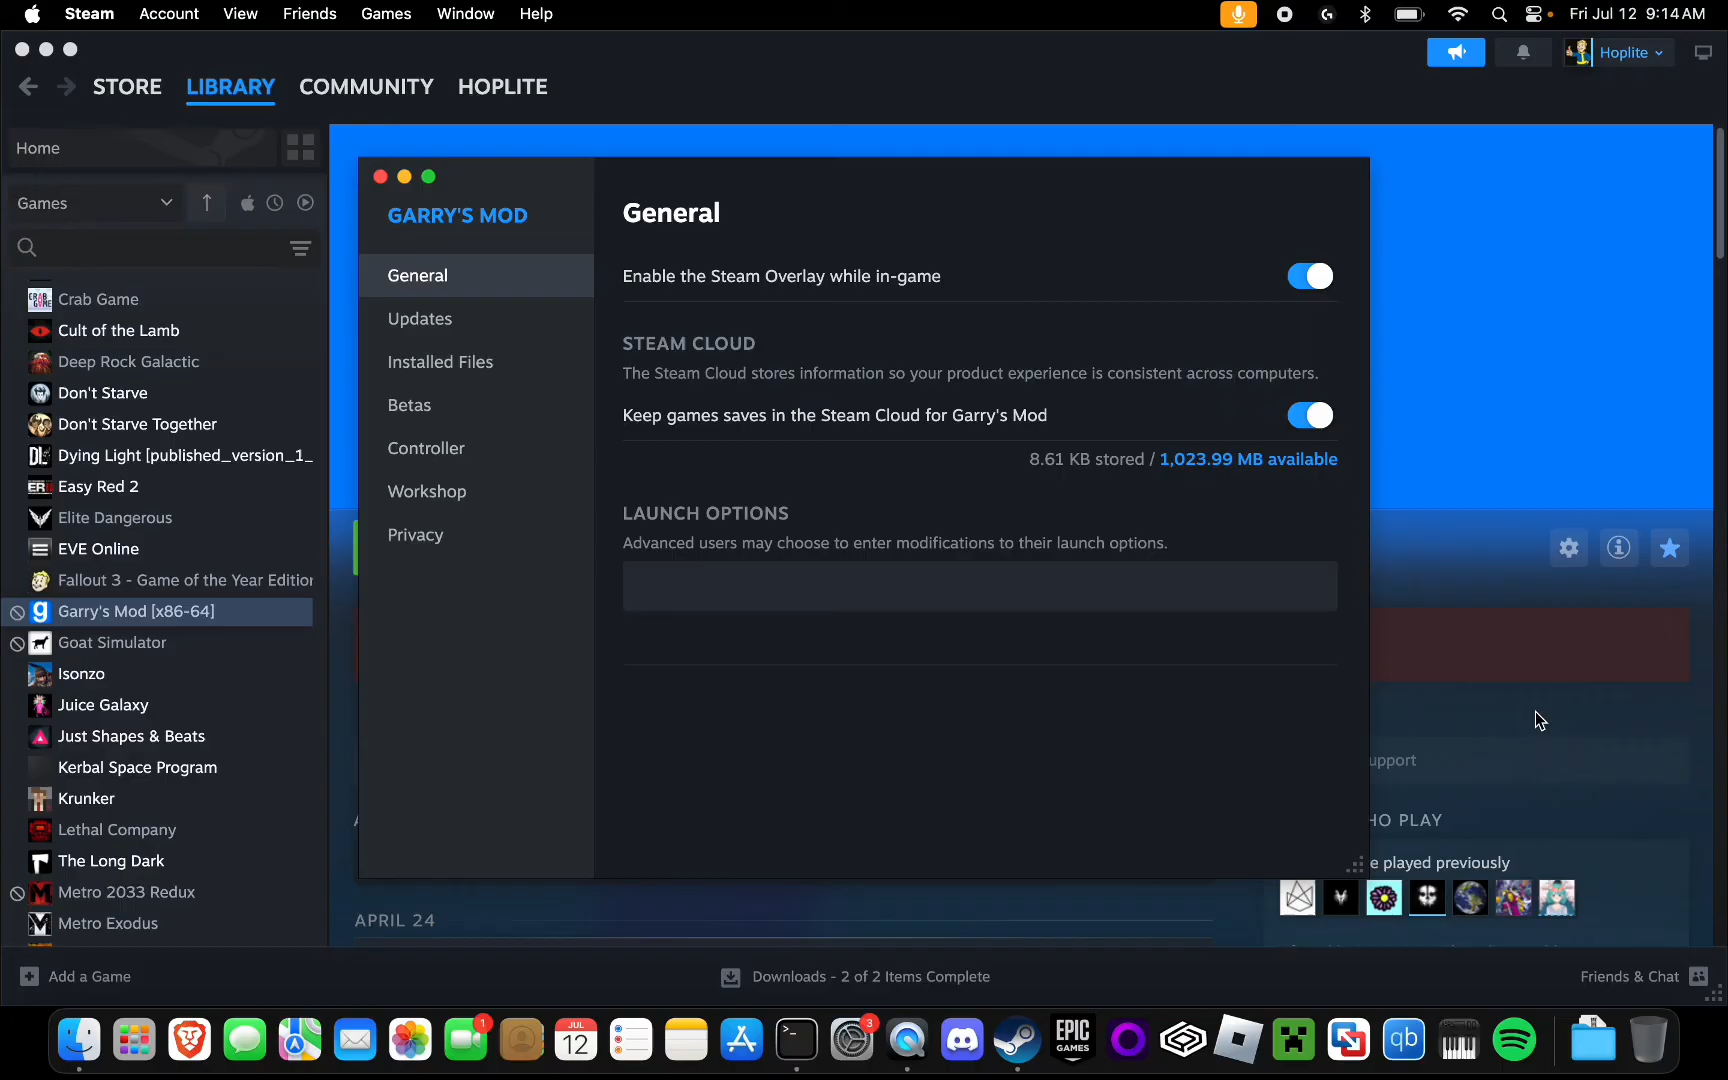 Steam Account View Friends Games Window Help
Fri Jul 12 9:14 AM
Hoplite
STORE LIBRARY COMMUNITY HOPLITE
Home
Games
Crab Game
Cult of the Lamb
Deep Rock Galactic
Don't Starve
Don't Starve Together
Dying Light [published_version_1_
Easy Red 2
Elite Dangerous
EVE Online
Fallout 3 - Game of the Year Edition
Garry's Mod [x86-64]
Goat Simulator
Isonzo
Juice Galaxy
Just Shapes & Beats
Kerbal Space Program
Krunker
Lethal Company
The Long Dark
Metro 2033 Redux
Metro Exodus
GARRY'S MOD
General
Updates
Installed Files
Betas
Controller
Workshop
Privacy
General
Enable the Steam Overlay while in-game
STEAM CLOUD
The Steam Cloud stores information so your product experience is consistent across computers.
Keep games saves in the Steam Cloud for Garry's Mod
8.61 KB stored / 1,023.99 MB available
LAUNCH OPTIONS
Advanced users may choose to enter modifications to their launch options.
upport
HO PLAY
e played previously
APRIL 24
Add a Game
Downloads - 2 of 2 Items Complete
Friends & Chat
1
JUL
12
3
EPIC
GAMES
qb